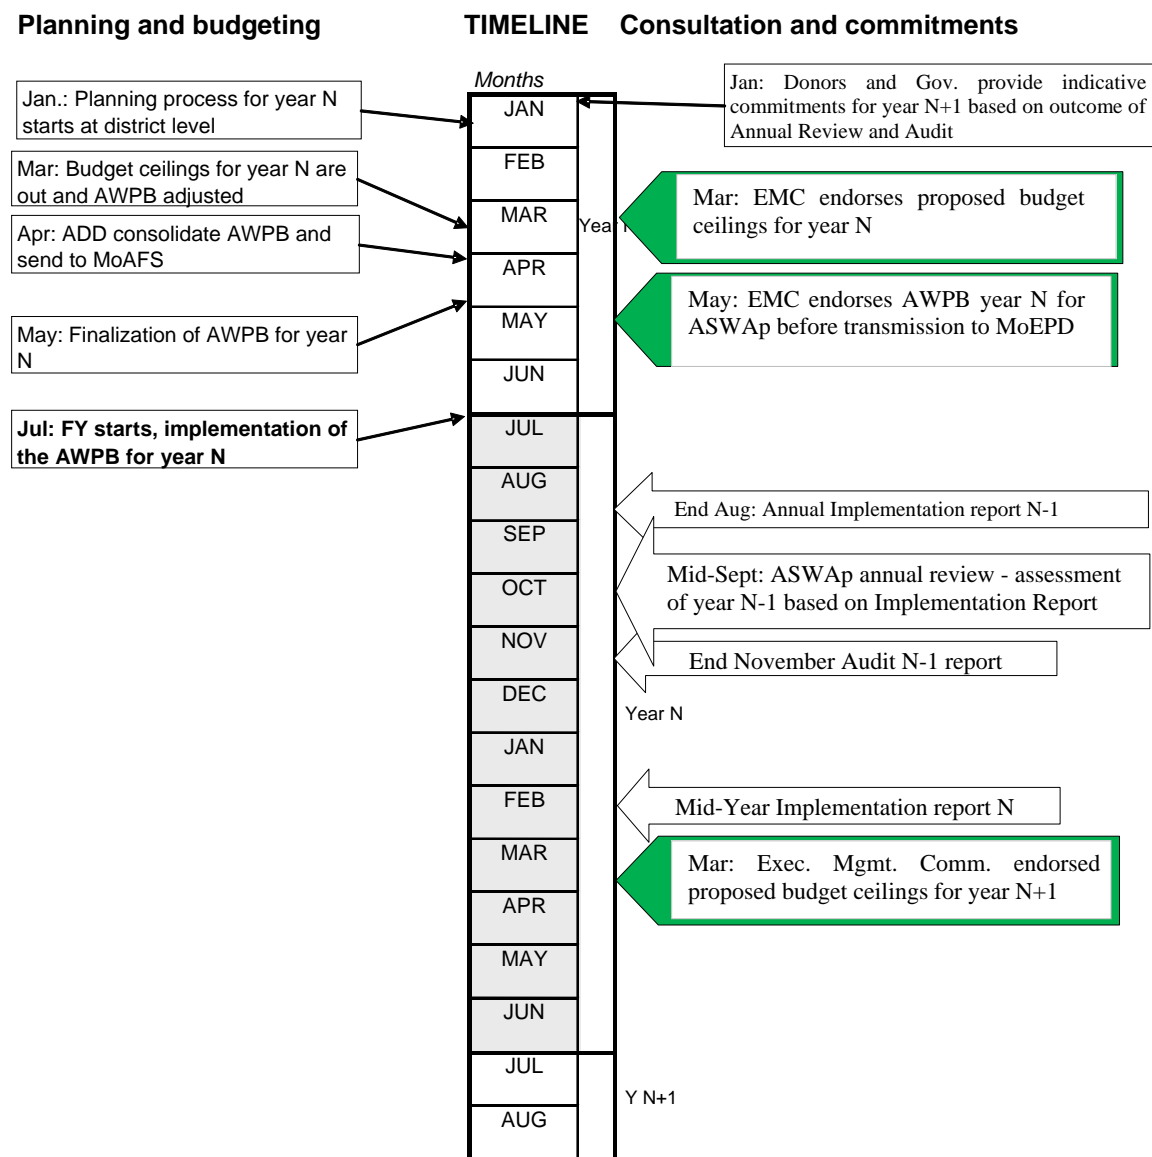 Planning and budgeting
TIMELINE
Consultation and commitments
Months
Jan.: Planning process for year N
starts at district level
Mar: Budget ceilings for year N are
out and AWPB adjusted
Apr: ADD consolidate AWPB and
send to MoAFS
May: Finalization of AWPB for year
N
Jul: FY starts, implementation of
the AWPB for year N
JAN
FEB
MAR
APR
MAY
JUN
JUL
AUG
SEP
OCT
NOV
DEC
JAN
FEB
MAR
APR
MAY
JUN
JUL
AUG
Year
Year N
Y N+1
Jan: Donors and Gov. provide indicative
commitments for year N+1 based on outcome of
Annual Review and Audit
Mar: EMC endorses proposed budget
ceilings for year N
May: EMC endorses AWPB year N for
ASWAp before transmission to MoEPD
End Aug: Annual Implementation report N-1
Mid-Sept: ASWAp annual review - assessment
of year N-1 based on Implementation Report
End November Audit N-1 report
Mid-Year Implementation report N
Mar: Exec. Mgmt. Comm. endorsed
proposed budget ceilings for year N+1